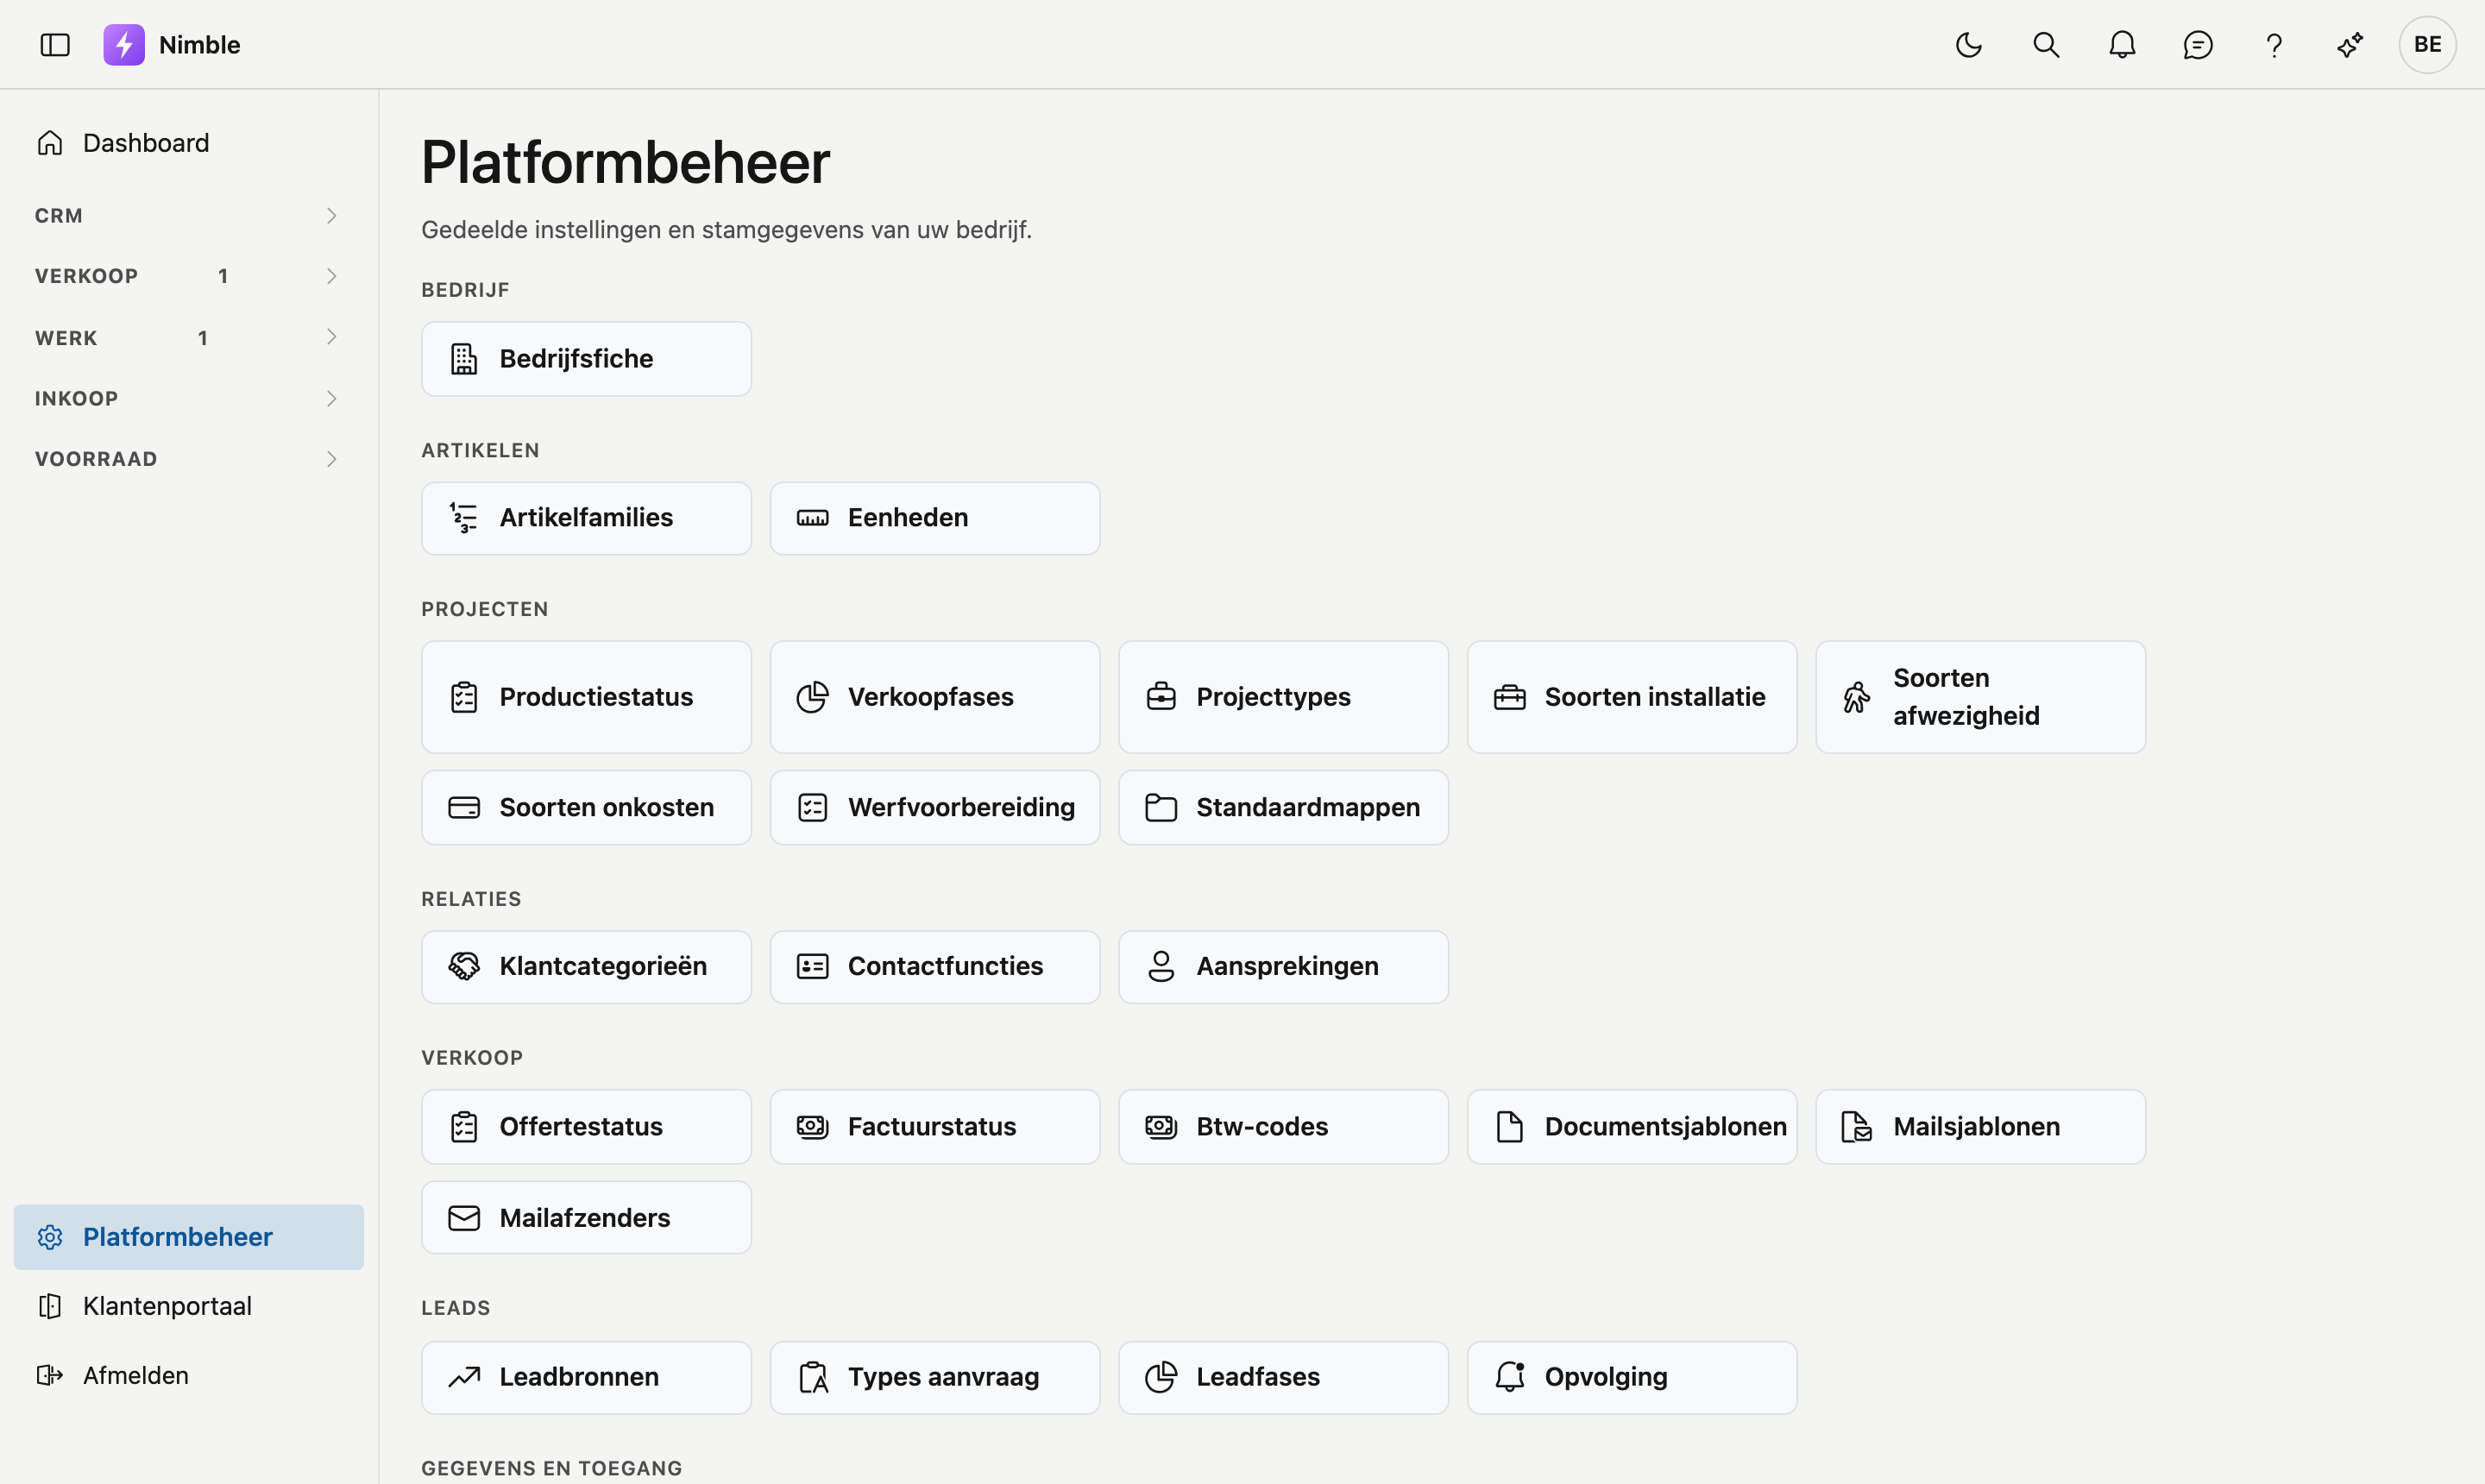 Nimble
BE
Dashboard
CRM
VERKOOP 1
WERK 1
INKOOP
VOORRAAD
Platformbeheer
Klantenportaal
Afmelden
Platformbeheer
Gedeelde instellingen en stamgegevens van uw bedrijf.
BEDRIJF
Bedrijfsfiche
ARTIKELEN
Artikelfamilies
Eenheden
PROJECTEN
Productiestatus
Verkoopfases
Projecttypes
Soorten installatie
Soorten
afwezigheid
Soorten onkosten
Werfvoorbereiding
Standaardmappen
RELATIES
Klantcategorieën
Contactfuncties
Aansprekingen
VERKOOP
Offertestatus
Factuurstatus
Btw-codes
Documentsjablonen
Mailsjablonen
Mailafzenders
LEADS
Leadbronnen
Types aanvraag
Leadfases
Opvolging
GEGEVENS EN TOEGANG